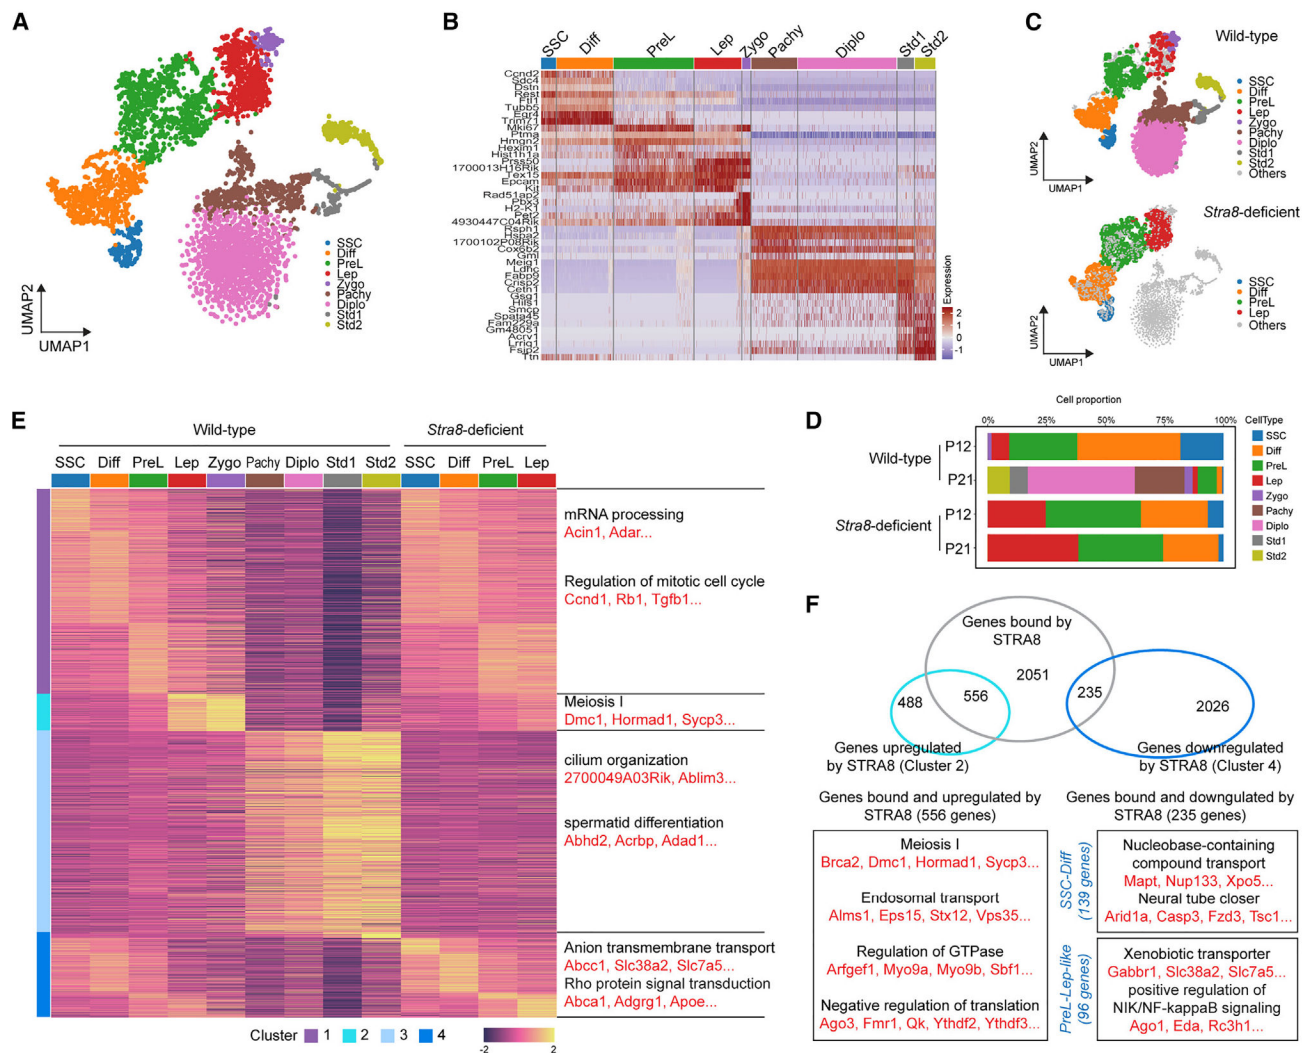 A
SSC
Diff
PreL
Lep
Zygo
Pachy
Diplo
Std1
Std2
UMAP2
UMAP1
B
SSC
Diff
PreL
Lep
Zygo
Pachy
Diplo
Std1
Std2
Ccnd2
Sdc4
Dstn
Rest
Ftl1
Tubb5
Egr4
Trim71
Mki67
Ptma
Hmgn2
Hexim1
Hist1h1a
Prss50
1700013H16Rik
Tex15
Epcam
Kit
Rad51ap2
Pbx3
H2-K1
Pet2
4930447C04Rik
Rsph1
Hspa2
1700102P08Rik
Cox6b2
Gml
Meig1
Ldhc
Fabp9
Crisp2
Cetn1
Gsg1
Hils1
Smcp
Spata45
Fam229a
Gm48051
Acrv1
Lrriq1
Fsip2
Ttn
Expression
2
1
0
-1
C
Wild-type
SSC
Diff
PreL
Lep
Zygo
Pachy
Diplo
Std1
Std2
Others
UMAP2
UMAP1
Stra8-deficient
SSC
Diff
PreL
Lep
Others
UMAP2
UMAP1
D
Cell proportion
0% 25% 50% 75% 100%
Wild-type
P12
P21
Stra8-deficient
P12
P21
CellType
SSC
Diff
PreL
Lep
Zygo
Pachy
Diplo
Std1
Std2
E
Wild-type
Stra8-deficient
SSC Diff PreL Lep Zygo Pachy Diplo Std1 Std2 SSC Diff PreL Lep
mRNA processing
Acin1, Adar...
Regulation of mitotic cell cycle
Ccnd1, Rb1, Tgfb1...
Meiosis I
Dmc1, Hormad1, Sycp3...
cilium organization
2700049A03Rik, Ablim3...
spermatid differentiation
Abhd2, Acrbp, Adad1...
Anion transmembrane transport
Abcc1, Slc38a2, Slc7a5...
Rho protein signal transduction
Abca1, Adgrg1, Apoe...
Cluster 1 2 3 4
-2 2
F
Genes bound by
STRA8
2051
488
556
235
2026
Genes upregulated
by STRA8 (Cluster 2)
Genes downregulated
by STRA8 (Cluster 4)
Genes bound and upregulated by
STRA8 (556 genes)
Meiosis I
Brca2, Dmc1, Hormad1, Sycp3...
Endosomal transport
Alms1, Eps15, Stx12, Vps35...
Regulation of GTPase
Arfgef1, Myo9a, Myo9b, Sbf1...
Negative regulation of translation
Ago3, Fmr1, Qk, Ythdf2, Ythdf3...
Genes bound and downgulated by
STRA8 (235 genes)
SSC-Diff
(139 genes)
Nucleobase-containing
compound transport
Mapt, Nup133, Xpo5...
Neural tube closer
Arid1a, Casp3, Fzd3, Tsc1...
PreL-Lep-like
(96 genes)
Xenobiotic transporter
Gabbr1, Slc38a2, Slc7a5...
positive regulation of
NIK/NF-kappaB signaling
Ago1, Eda, Rc3h1...